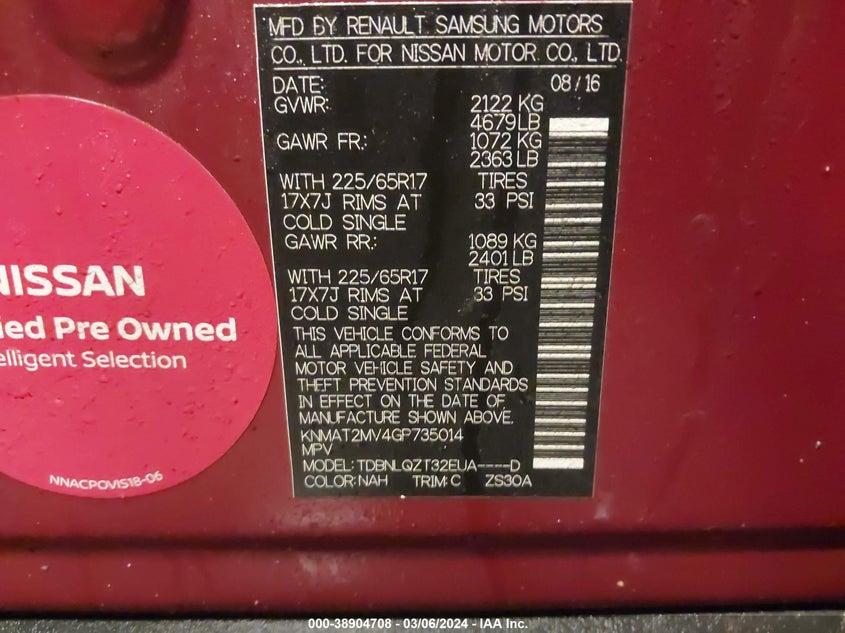 MFD BY RENAULT SAMSUNG MOTORS
CO., LTD. FOR NISSAN MOTOR CO., LTD.
DATE: 08/16
GVWR: 2122 KG
4679LB
GAWR FR: 1072 KG
2363LB
WITH 225/65R17 TIRES
17X7J RIMS AT 33 PSI
COLD SINGLE
GAWR RR: 1089 KG
2401LB
WITH 225/65R17 TIRES
17X7J RIMS AT 33 PSI
COLD SINGLE
THIS VEHICLE CONFORMS TO
ALL APPLICABLE FEDERAL
MOTOR VEHICLE SAFETY AND
THEFT PREVENTION STANDARDS
IN EFFECT ON THE DATE OF
MANUFACTURE SHOWN ABOVE.
KNMAT2MV4GP735014
MPV
MODEL: TDBNLQZT32EUA----D
COLOR: NAH TRIM: C ZS30A
NISSAN
ied Pre Owned
elligent Selection
NNACPOVIS18-06
000-38904708 - 03/06/2024 - IAA Inc.